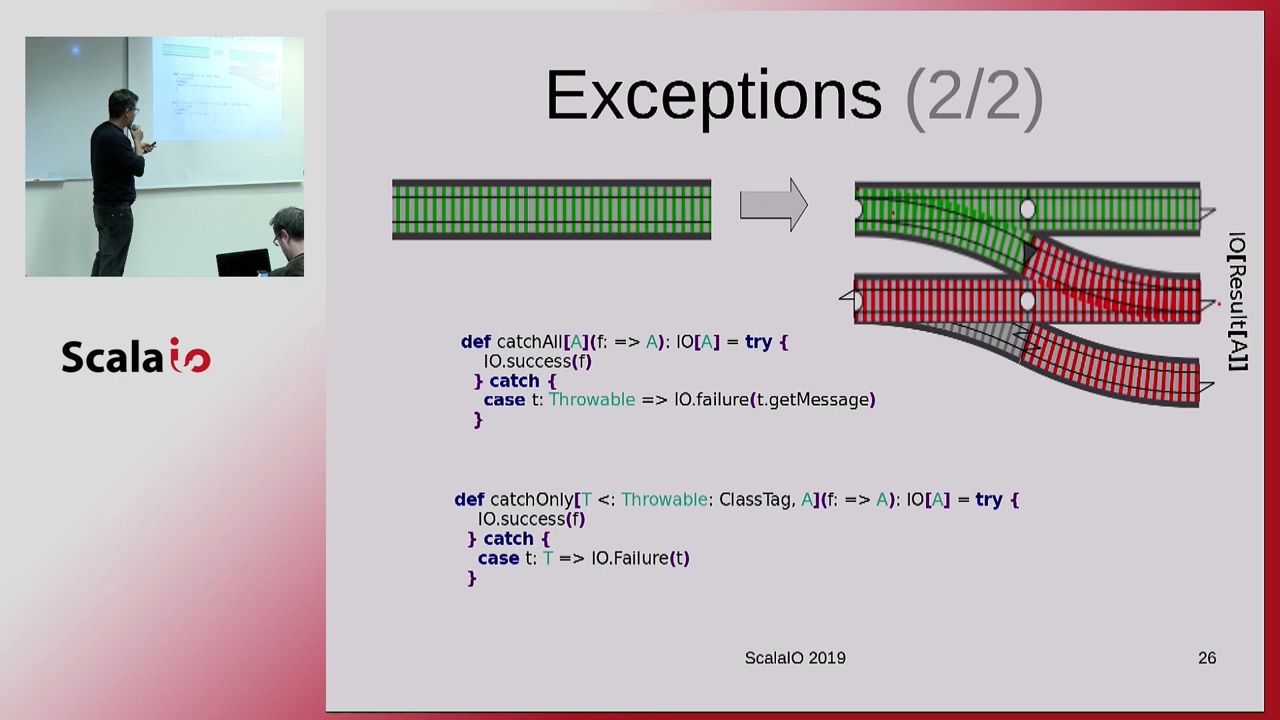 Exceptions (2/2)
IO[Result[A]]
def catchAll[A](f: => A): IO[A] = try {
IO.success(f)
} catch {
case t: Throwable => IO.failure(t.getMessage)
}
def catchOnly[T <: Throwable: ClassTag, A](f: => A): IO[A] = try {
IO.success(f)
} catch {
case t: T => IO.Failure(t)
}
ScalaIO 2019
26
Scala io